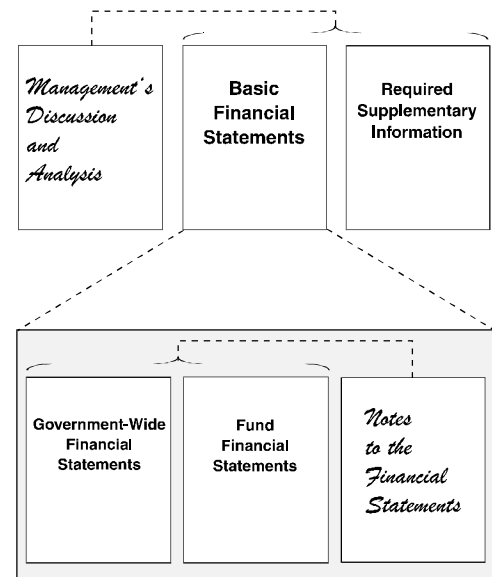 Management's
Discussion
and
Analysis
Basic
Financial
Statements
Required
Supplementary
Information
Government-Wide
Financial
Statements
Fund
Financial
Statements
Notes
to the
Financial
Statements